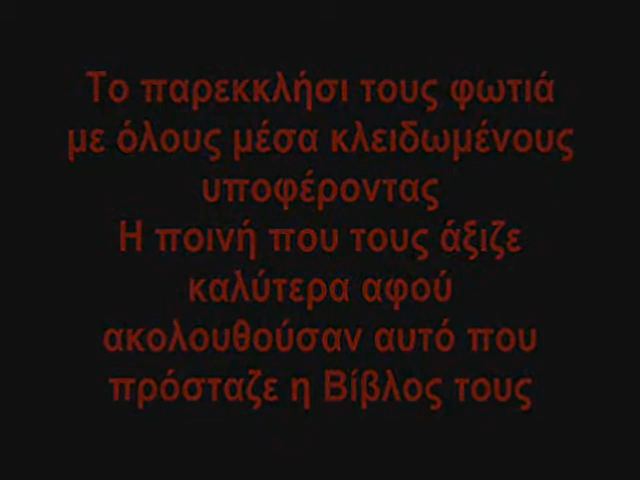 Το παρεκκλήσι τους φωτιά
με όλους μέσα κλειδωμένους
υποφέροντας
Η ποινή που τους άξιζε
καλύτερα αφού
ακολουθούσαν αυτό που
πρόσταζε η Βίβλος τους